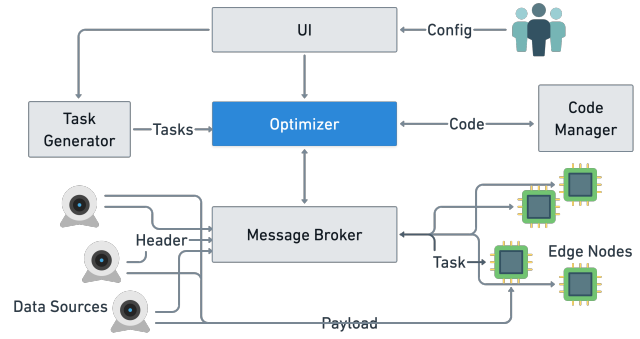 UI
Config
Task
Generator
Tasks
Optimizer
Code
Code
Manager
Header
Message Broker
Task
Edge Nodes
Data Sources
Payload